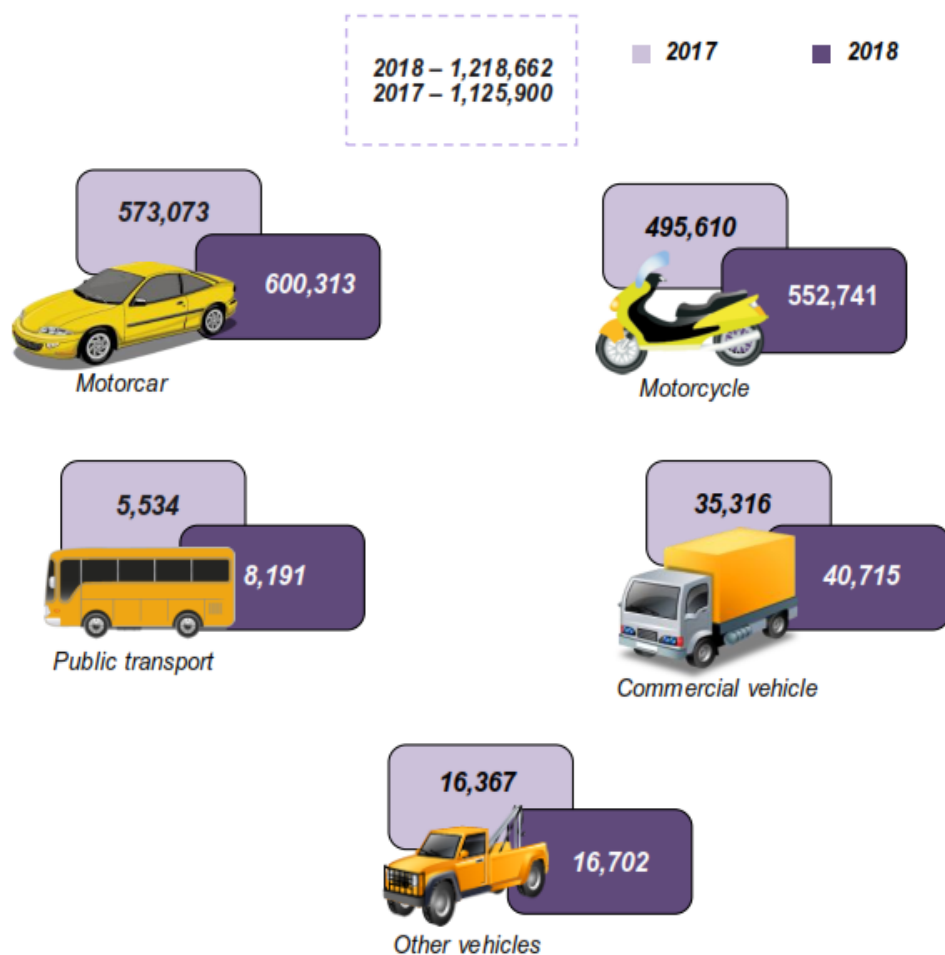 2018 – 1,218,662
2017 – 1,125,900
2017
2018
573,073
600,313
Motorcar
495,610
552,741
Motorcycle
5,534
8,191
Public transport
35,316
40,715
Commercial vehicle
16,367
16,702
Other vehicles